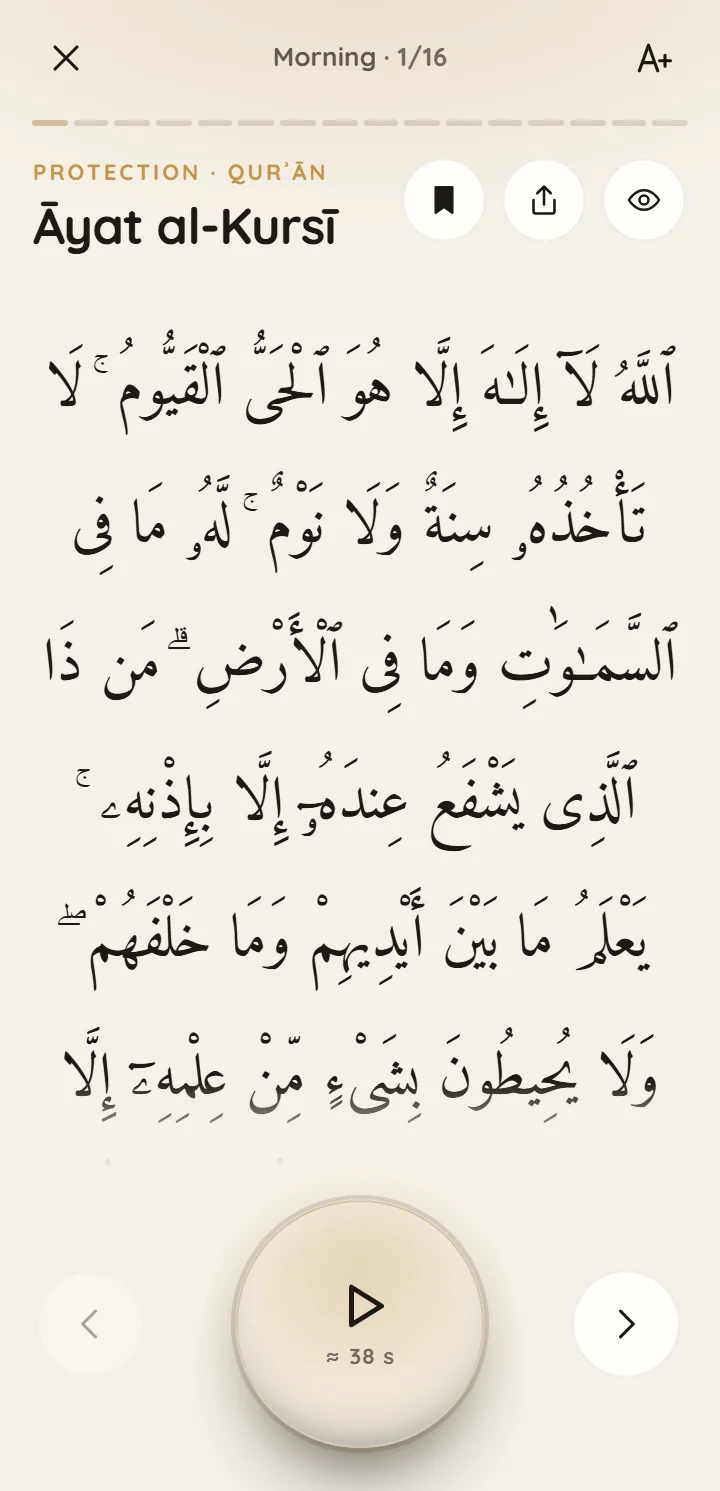 Morning · 1/16
A+
PROTECTION · QURʾĀN
Āyat al-Kursī
ٱللَّهُ لَآ إِلَـٰهَ إِلَّا هُوَ ٱلْحَىُّ ٱلْقَيُّومُ ۚ لَا
تَأْخُذُهُۥ سِنَةٌ وَلَا نَوْمٌ ۚ لَّهُۥ مَا فِى
ٱلسَّمَـٰوَٰتِ وَمَا فِى ٱلْأَرْضِ ۗ مَن ذَا
ٱلَّذِى يَشْفَعُ عِندَهُۥٓ إِلَّا بِإِذْنِهِۦ ۚ
يَعْلَمُ مَا بَيْنَ أَيْدِيهِمْ وَمَا خَلْفَهُمْ ۖ
وَلَا يُحِيطُونَ بِشَىْءٍ مِّنْ عِلْمِهِۦٓ إِلَّا
≈ 38 s